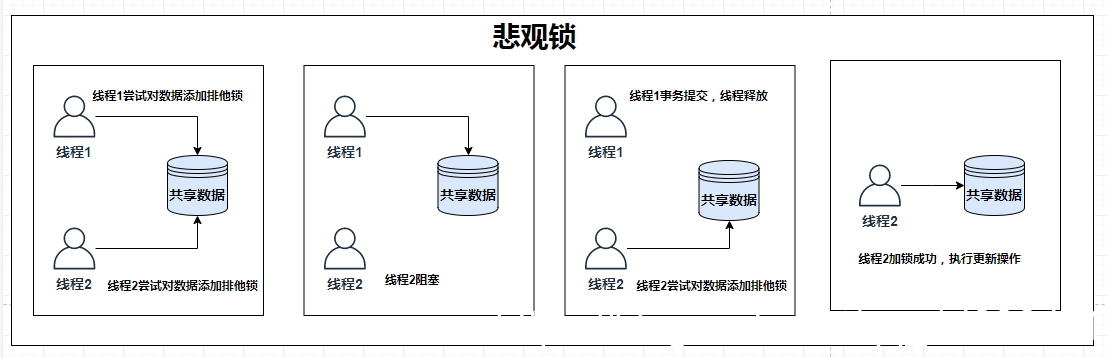 悲观锁
线程1尝试对数据添加排他锁
线程1
共享数据
线程2
线程2尝试对数据添加排他锁
线程1
共享数据
线程2
线程2阻塞
线程1事务提交，线程释放
线程1
共享数据
线程2
线程2尝试对数据添加排他锁
共享数据
线程2
线程2加锁成功，执行更新操作